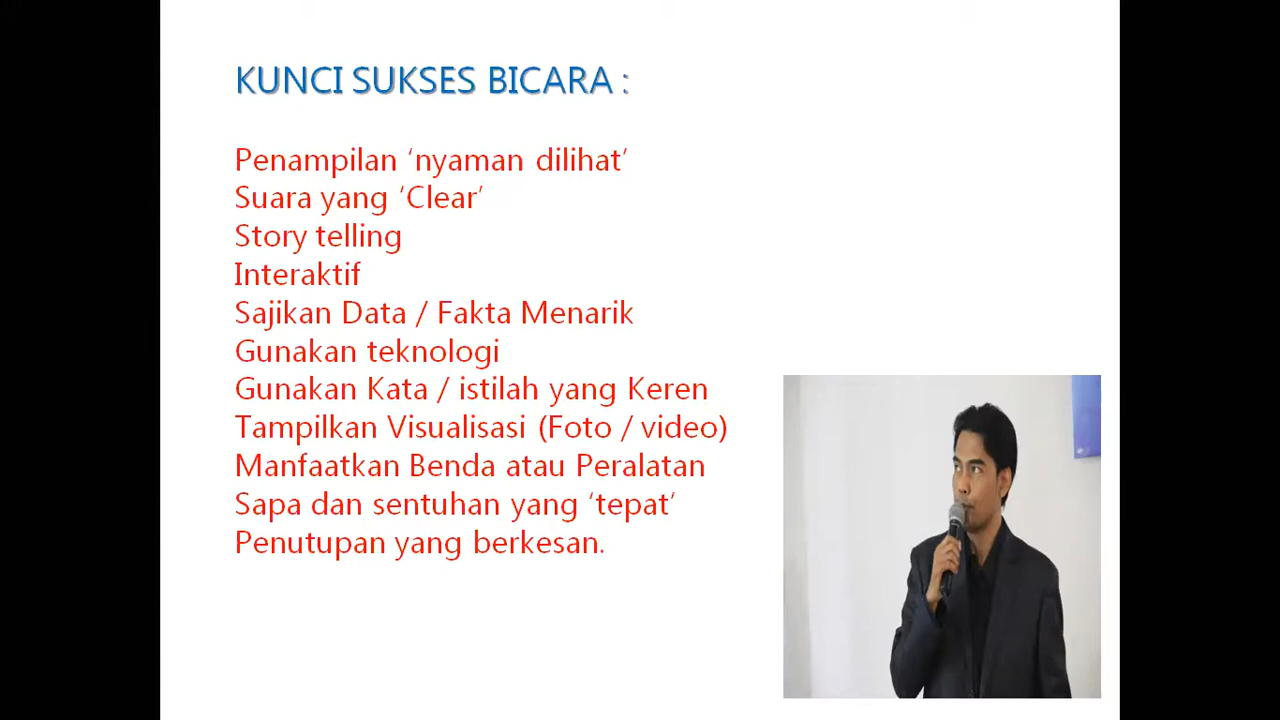 KUNCI SUKSES BICARA :
Penampilan ‘nyaman dilihat’
Suara yang ‘Clear’
Story telling
Interaktif
Sajikan Data / Fakta Menarik
Gunakan teknologi
Gunakan Kata / istilah yang Keren
Tampilkan Visualisasi (Foto / video)
Manfaatkan Benda atau Peralatan
Sapa dan sentuhan yang ‘tepat’
Penutupan yang berkesan.